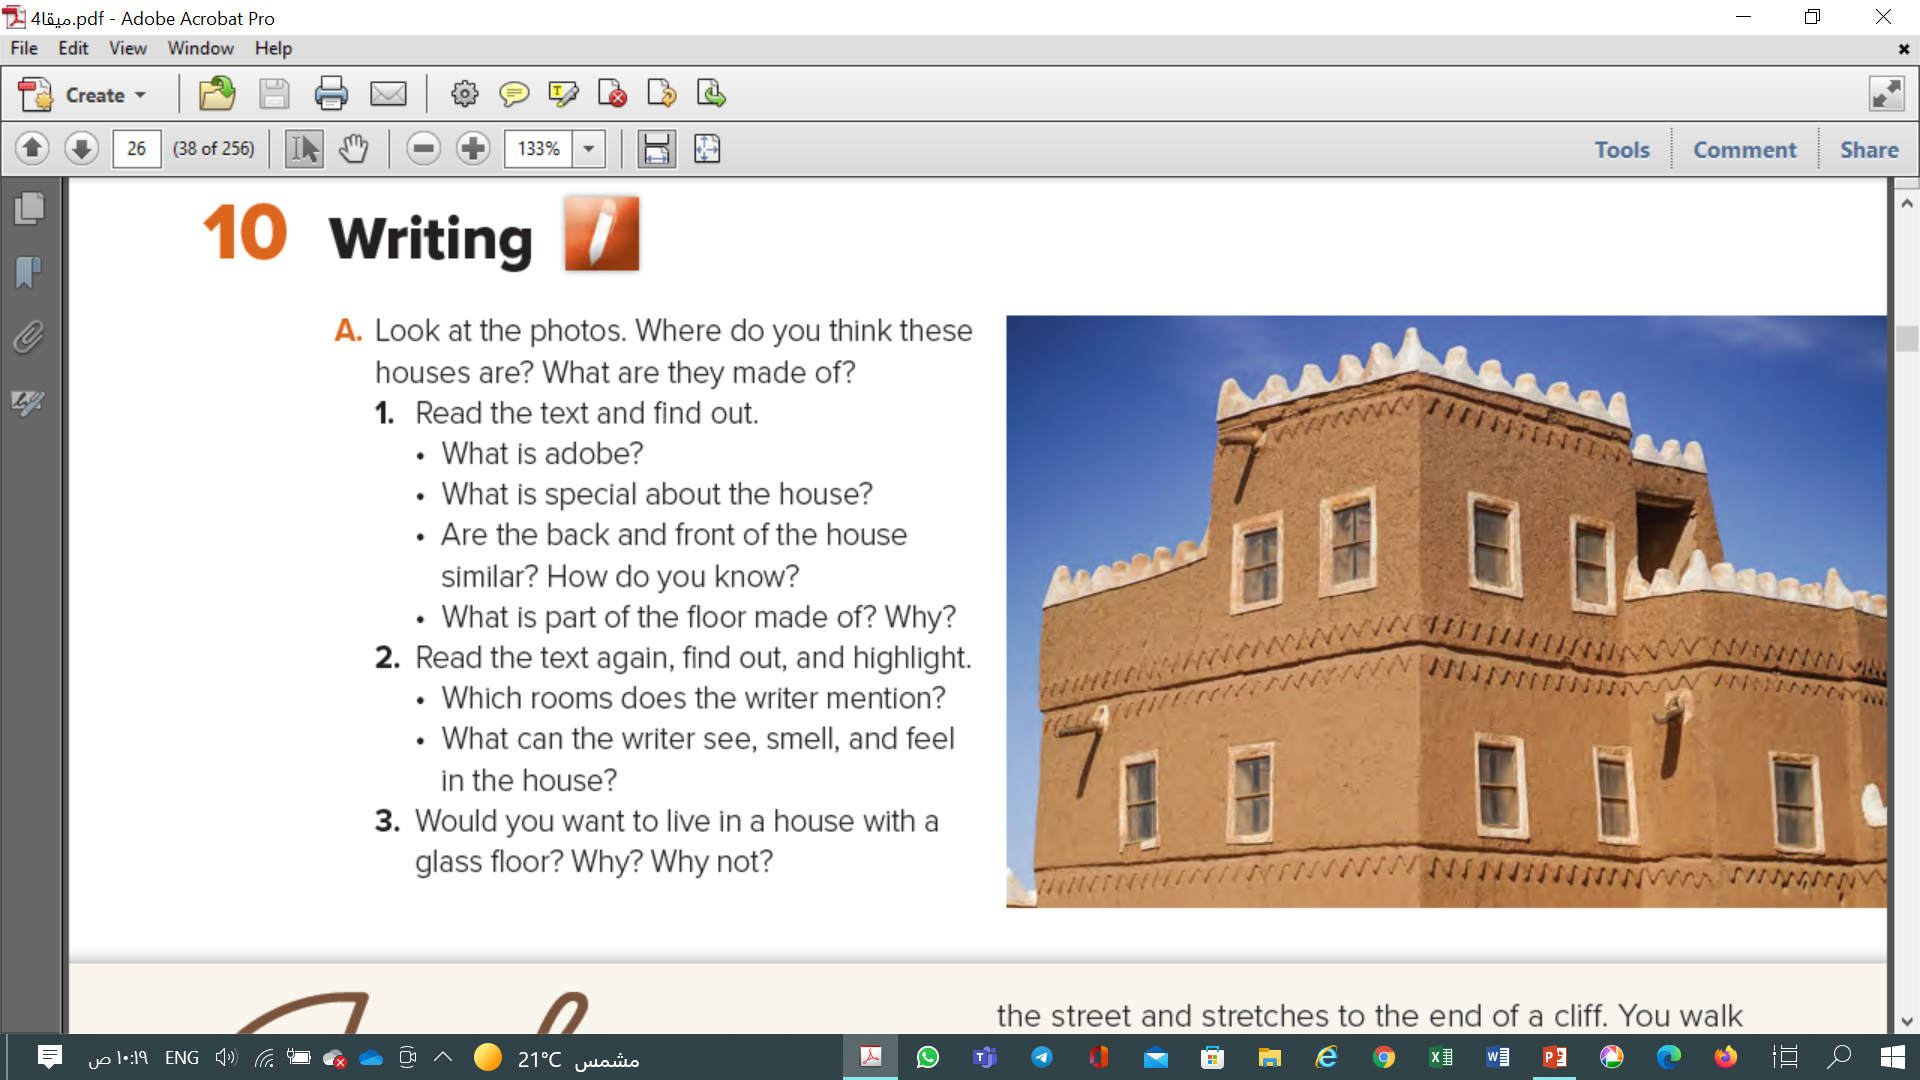 ميقا4.pdf - Adobe Acrobat Pro
File Edit View Window Help
Create
26 (38 of 256) 133% Tools Comment Share
10 Writing
A. Look at the photos. Where do you think these
houses are? What are they made of?
1. Read the text and find out.
• What is adobe?
• What is special about the house?
• Are the back and front of the house
similar? How do you know?
• What is part of the floor made of? Why?
2. Read the text again, find out, and highlight.
• Which rooms does the writer mention?
• What can the writer see, smell, and feel
in the house?
3. Would you want to live in a house with a
glass floor? Why? Why not?
the street and stretches to the end of a cliff. You walk
١٠:١٩ ص ENG 21°C مشمس